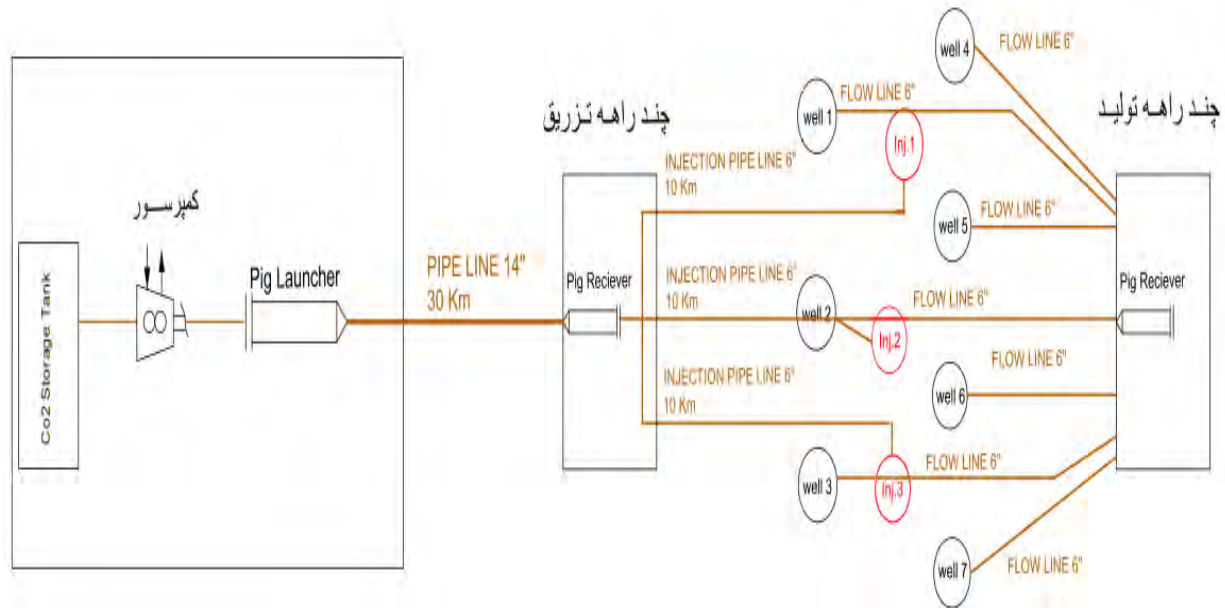 Co2 Storage Tank
کمپرسور
Pig Launcher
PIPE LINE 14"
30 Km
چند راهه تزریق
Pig Reciever
INJECTION PIPE LINE 6"
10 Km
INJECTION PIPE LINE 6"
10 Km
INJECTION PIPE LINE 6"
10 Km
well 1
FLOW LINE 6"
Inj.1
well 4
FLOW LINE 6"
well 5
FLOW LINE 6"
well 2
Inj.2
FLOW LINE 6"
well 6
FLOW LINE 6"
well 3
Inj.3
FLOW LINE 6"
well 7
FLOW LINE 6"
چند راهه تولید
Pig Reciever